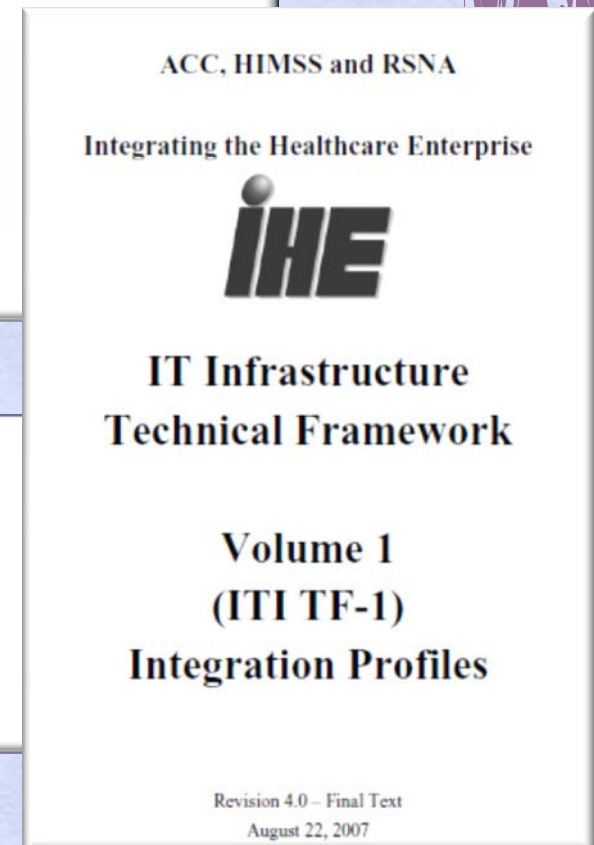 ACC, HIMSS and RSNA
Integrating the Healthcare Enterprise
IHE
IT Infrastructure
Technical Framework
Volume 1
(ITI TF-1)
Integration Profiles
Revision 4.0 – Final Text
August 22, 2007